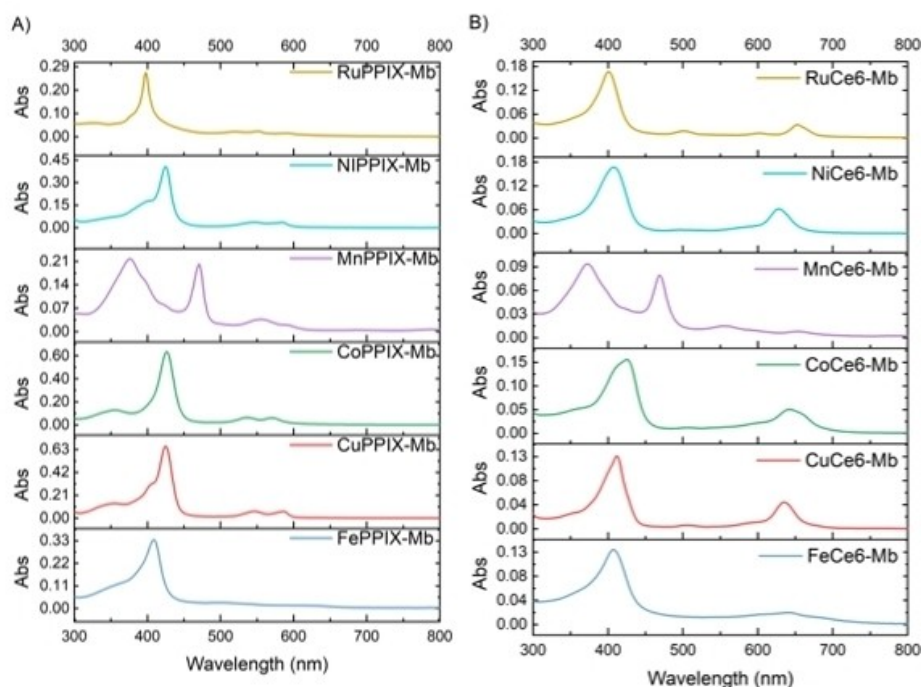 A)
300 400 500 600 700 800
Abs
0.29
0.20
0.10
0.00
RuPPIX-Mb
Abs
0.45
0.30
0.15
0.00
NIPPIX-Mb
Abs
0.21
0.14
0.07
0.00
MnPPIX-Mb
Abs
0.60
0.40
0.20
0.00
CoPPIX-Mb
Abs
0.63
0.42
0.21
0.00
CuPPIX-Mb
Abs
0.33
0.22
0.11
0.00
FePPIX-Mb
300 400 500 600 700 800
Wavelength (nm)
B)
300 400 500 600 700 800
Abs
0.18
0.12
0.06
0.00
RuCe6-Mb
Abs
0.18
0.12
0.06
0.00
NiCe6-Mb
Abs
0.09
0.06
0.03
0.00
MnCe6-Mb
Abs
0.15
0.10
0.05
0.00
CoCe6-Mb
Abs
0.13
0.08
0.04
0.00
CuCe6-Mb
Abs
0.13
0.08
0.04
0.00
FeCe6-Mb
300 400 500 600 700 800
Wavelength (nm)